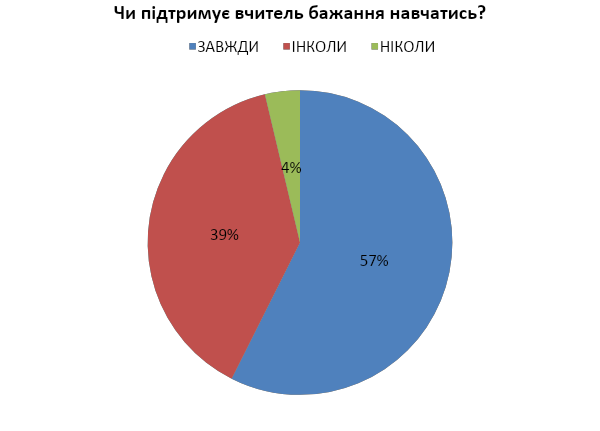 Чи підтримує вчитель бажання навчатись?
ЗАВЖДИ ІНКОЛИ НІКОЛИ
4%
39%
57%